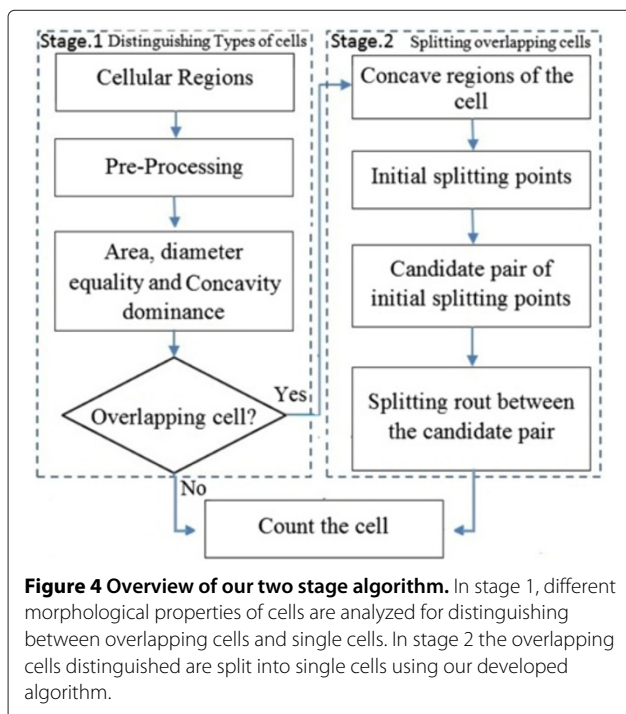 Stage.1 Distinguishing Types of cells
Cellular Regions
Pre-Processing
Area, diameter
equality and Concavity
dominance
Overlapping cell?
Yes
No
Stage.2 Splitting overlapping cells
Concave regions of the
cell
Initial splitting points
Candidate pair of
initial splitting points
Splitting rout between
the candidate pair
Count the cell
Figure 4 Overview of our two stage algorithm. In stage 1, different
morphological properties of cells are analyzed for distinguishing
between overlapping cells and single cells. In stage 2 the overlapping
cells distinguished are split into single cells using our developed
algorithm.